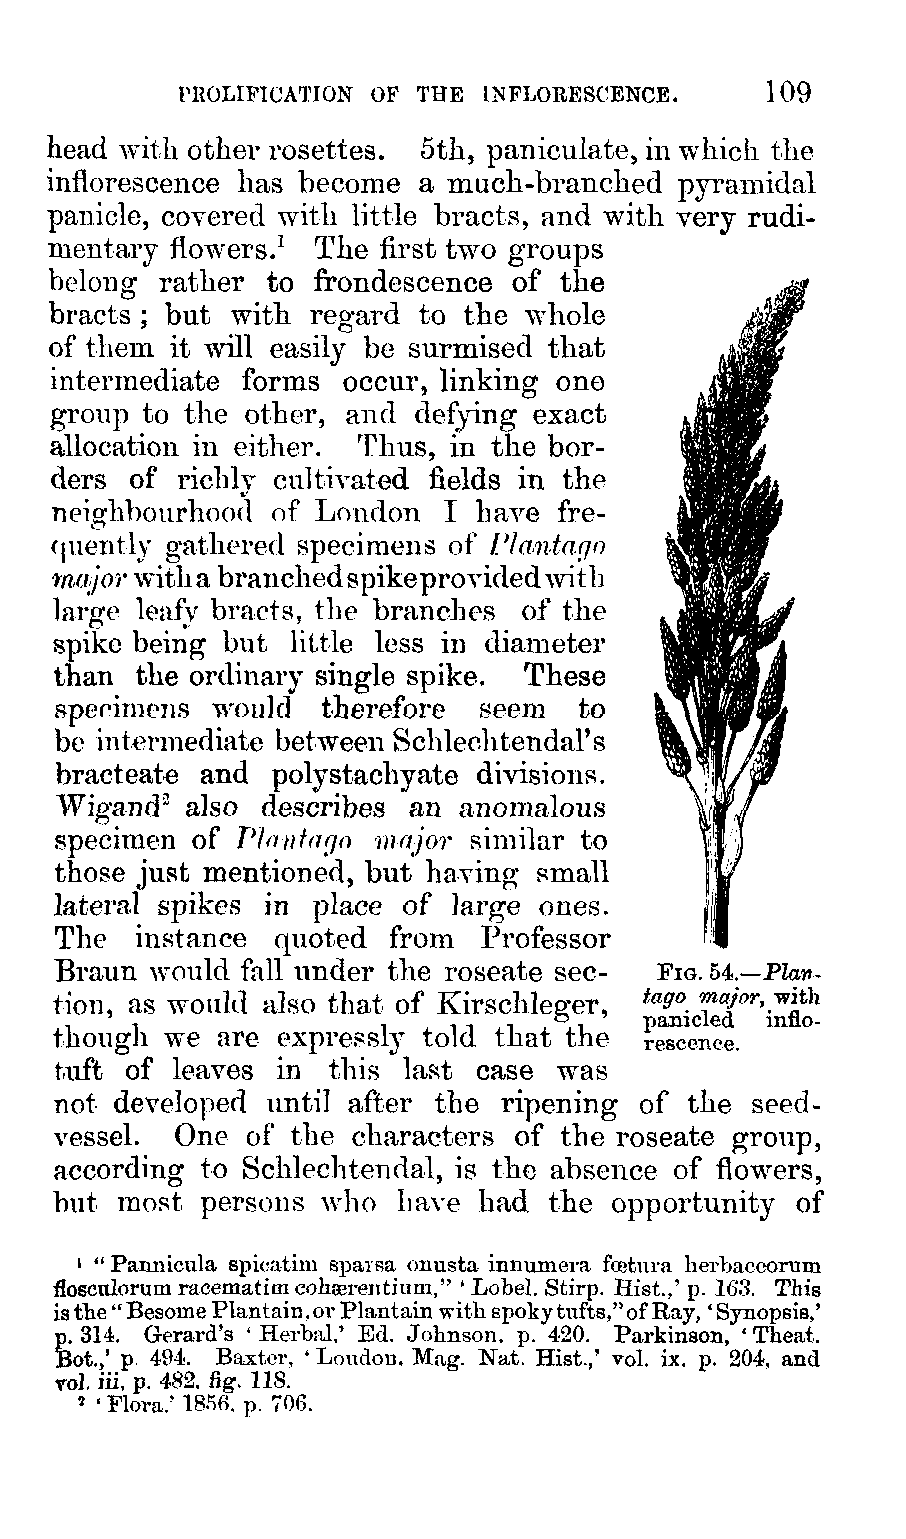 PROLIFICATION OF THE INFLORESCENCE. 109
head with other rosettes. 5th, paniculate, in which the
inflorescence has become a much-branched pyramidal
panicle, covered with little bracts, and with very rudi-
mentary flowers.¹ The first two groups
belong rather to frondescence of the
bracts; but with regard to the whole
of them it will easily be surmised that
intermediate forms occur, linking one
group to the other, and defying exact
allocation in either. Thus, in the bor-
ders of richly cultivated fields in the
neighbourhood of London I have fre-
quently gathered specimens of Plantago
major with a branched spike provided with
large leafy bracts, the branches of the
spike being but little less in diameter
than the ordinary single spike. These
specimens would therefore seem to
be intermediate between Schlechtendal's
bracteate and polystachyate divisions.
Wigand² also describes an anomalous
specimen of Plantago major similar to
those just mentioned, but having small
lateral spikes in place of large ones.
The instance quoted from Professor
Braun would fall under the roseate sec-
tion, as would also that of Kirschleger,
though we are expressly told that the
tuft of leaves in this last case was
not developed until after the ripening of the seed-
vessel. One of the characters of the roseate group,
according to Schlechtendal, is the absence of flowers,
but most persons who have had the opportunity of
FIG. 54.—Plan-
tago major, with
panicled inflo-
rescence.
¹ "Pannicula spicatim sparsa onusta innumera fœtura herbaceorum
flosculorum racematim cohærentium," 'Lobel. Stirp. Hist.,' p. 163. This
is the "Besome Plantain, or Plantain with spoky tufts," of Ray, 'Synopsis,'
p. 314. Gerard's 'Herbal,' Ed. Johnson, p. 420. Parkinson, 'Theat.
Bot.,' p. 494. Baxter, 'Loudon, Mag. Nat. Hist.,' vol. ix, p. 204, and
vol. iii, p. 482, fig. 118.
² 'Flora.' 1856, p. 706.